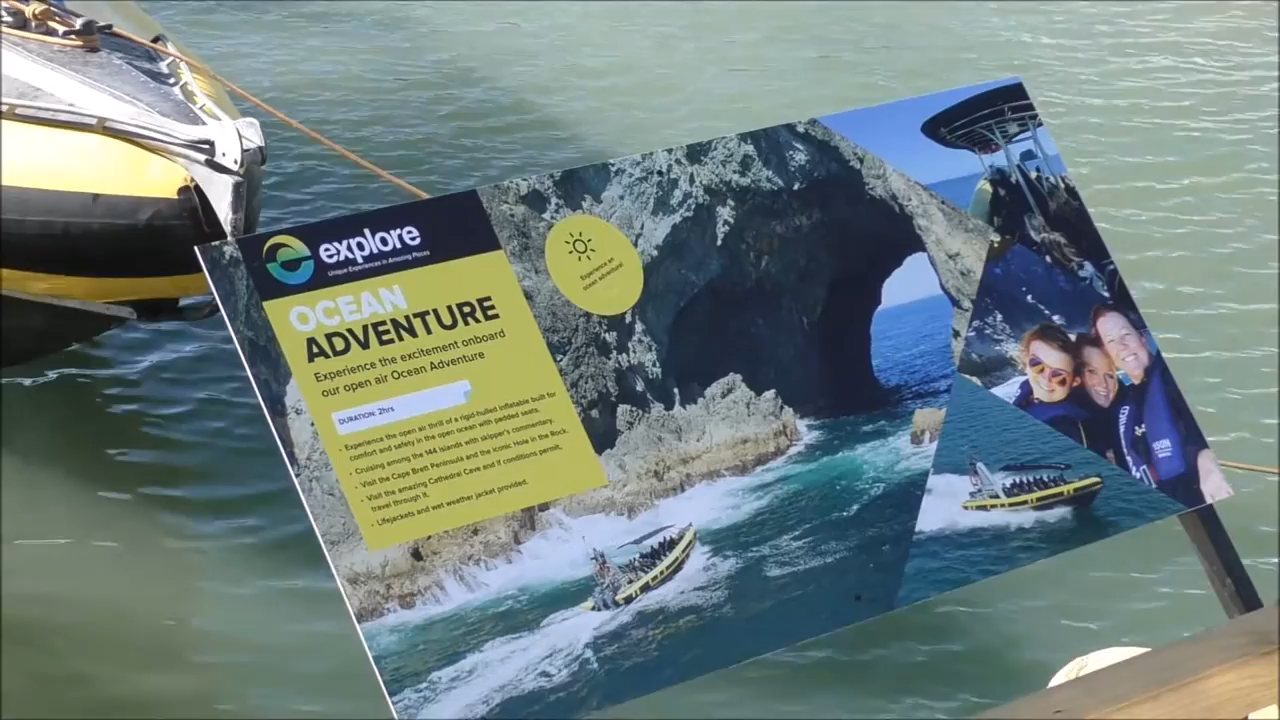 explore
Unique Experiences in Amazing Places
OCEAN
ADVENTURE
Experience the excitement onboard
our open air Ocean Adventure
DURATION: 2hrs
• Experience the open air thrill of a rigid-hulled inflatable built for
comfort and safety in the open ocean with padded seats.
• Cruising among the 144 islands with skipper's commentary.
• Visit the Cape Brett Peninsula and the iconic Hole in the Rock.
• Visit the amazing Cathedral Cave and if conditions permit,
travel through it.
• Lifejackets and wet weather jacket provided.
Experience an
ocean adventure!